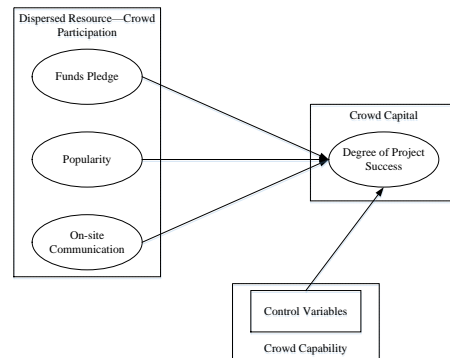 Dispersed Resource—Crowd
Participation
Funds Pledge
Popularity
On-site
Communication
Crowd Capital
Degree of Project
Success
Control Variables
Crowd Capability